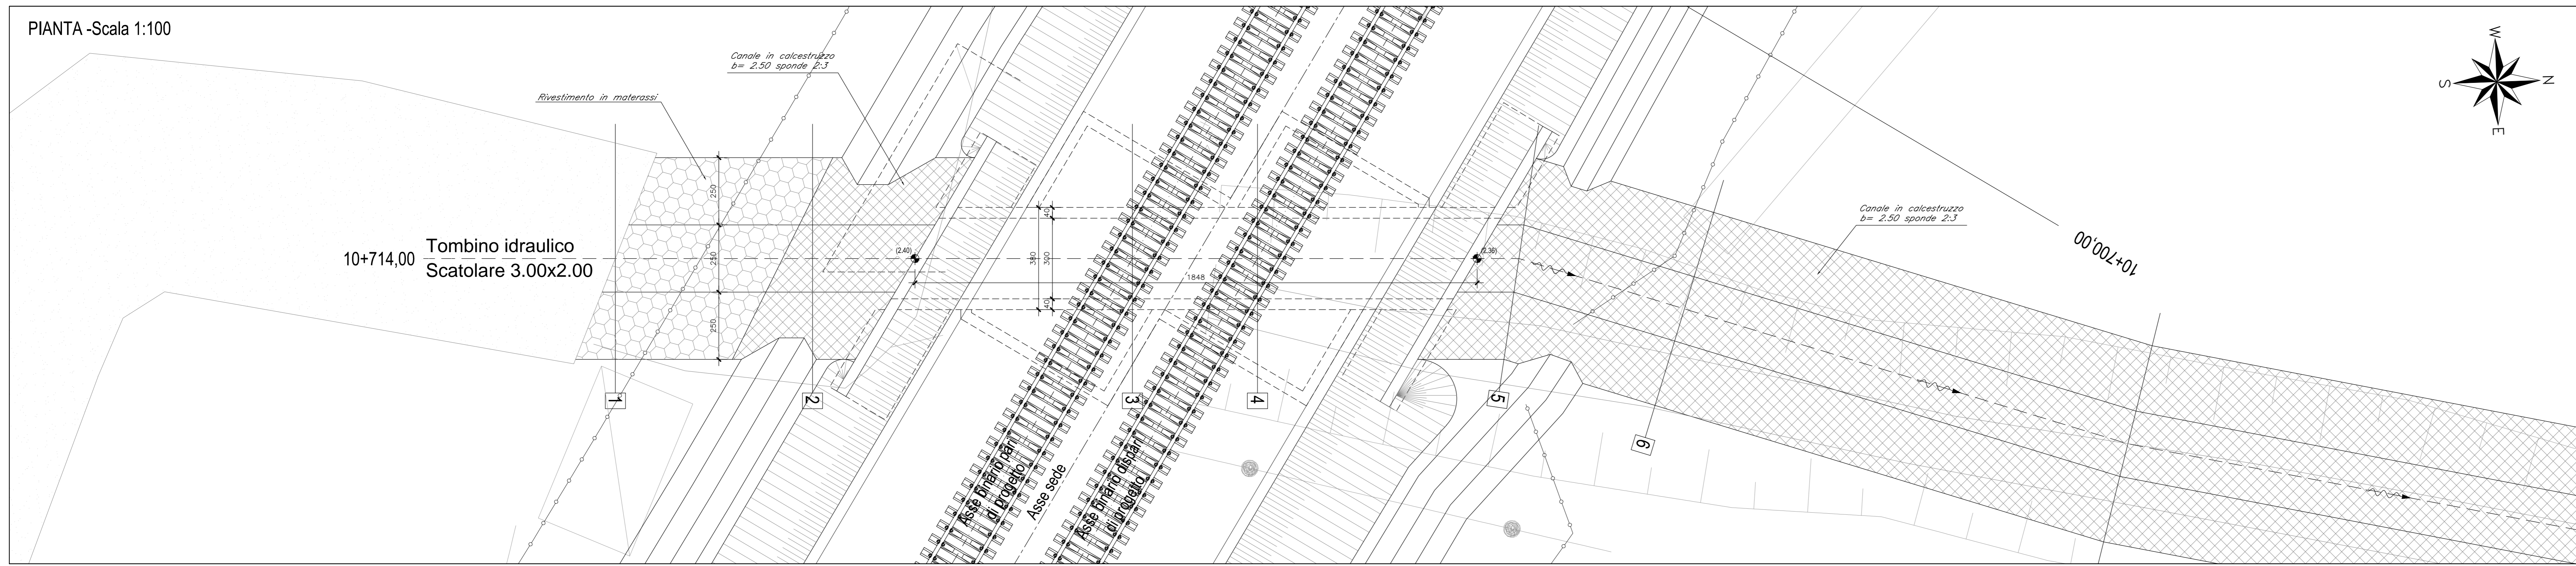 PIANTA -Scala 1:100
Canale in calcestruzzo
b= 2.50 sponde 2:3
Rivestimento in materassi
W
N
S
E
250
250
250
10+714,00
Tombino idraulico
Scatolare 3.00x2.00
(2.40)
40
380
300
40
1848
(2.36)
Canale in calcestruzzo
b= 2.50 sponde 2:3
10+700,00
1
2
3
4
5
6
Asse binario pari
di progetto
Asse sede
Asse binario dispari
di progetto